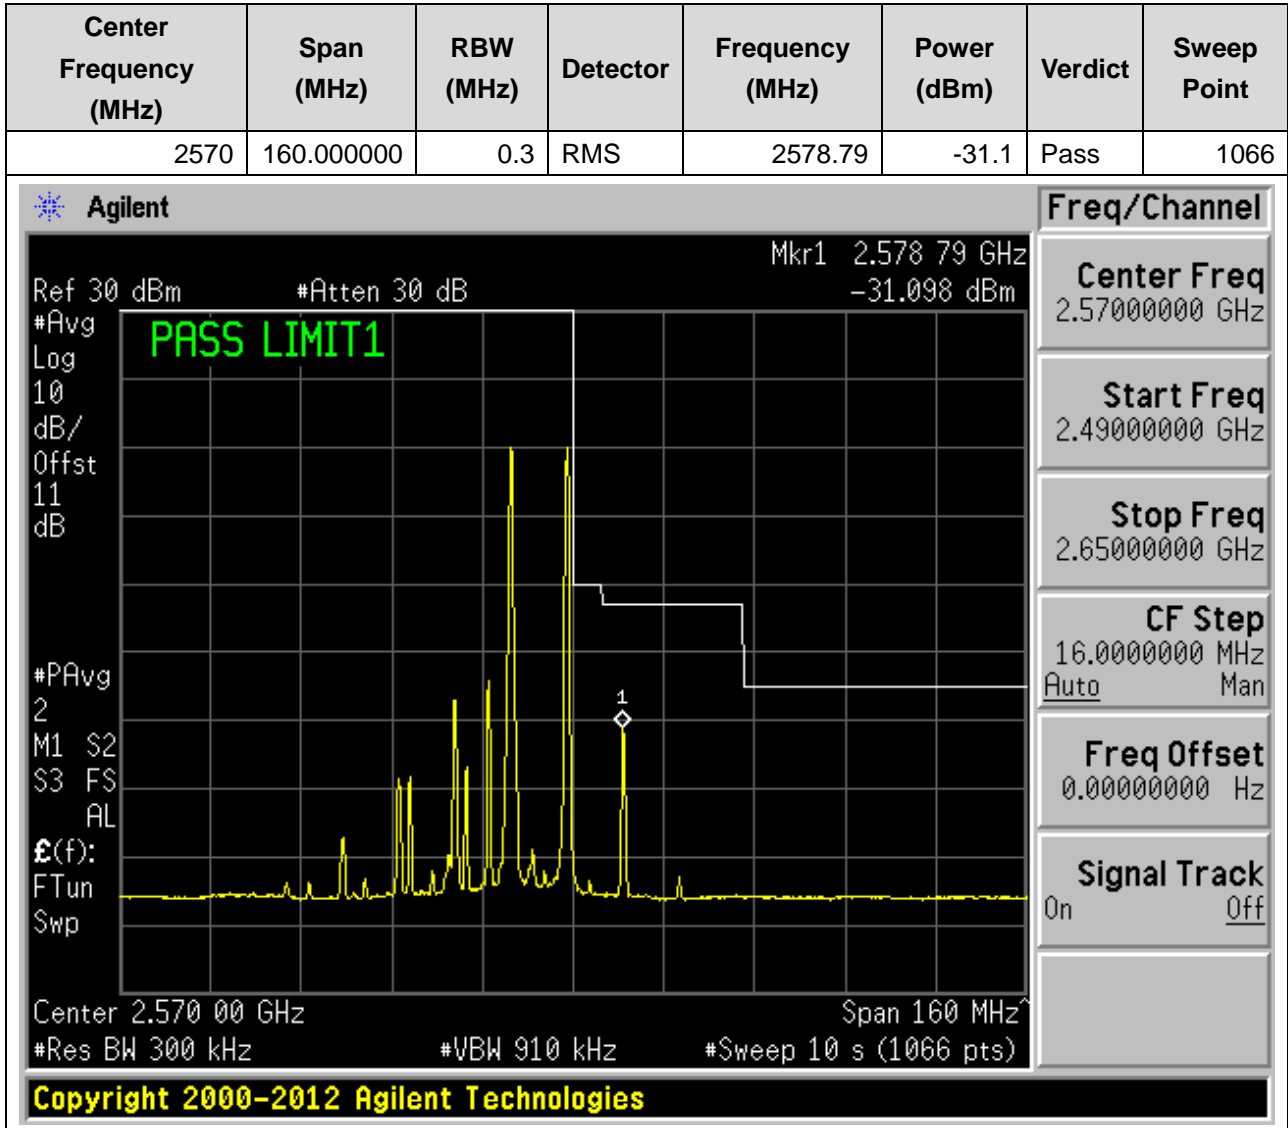 Center Frequency (MHz) Span (MHz) RBW (MHz) Detector Frequency (MHz) Power (dBm) Verdict Sweep Point
2570 160.000000 0.3 RMS 2578.79 -31.1 Pass 1066
Agilent
Freq/Channel
Mkr1 2.578 79 GHz
Ref 30 dBm #Atten 30 dB -31.098 dBm
#Avg
Log
10
dB/
Offst
11
dB
PASS LIMIT1
1
#PAvg
2
M1 S2
S3 FS
AL
£(f):
FTun
Swp
Center 2.570 00 GHz Span 160 MHz^
#Res BW 300 kHz #VBW 910 kHz #Sweep 10 s (1066 pts)
Center Freq
2.57000000 GHz
Start Freq
2.49000000 GHz
Stop Freq
2.65000000 GHz
CF Step
16.0000000 MHz
Auto Man
Freq Offset
0.00000000 Hz
Signal Track
On Off
Copyright 2000-2012 Agilent Technologies